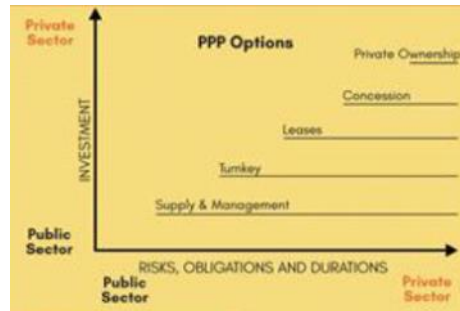 Private
Sector
PPP Options
Private Ownership
Concession
Leases
Turnkey
Supply & Management
INVESTMENT
Public
Sector
RISKS, OBLIGATIONS AND DURATIONS
Public
Sector
Private
Sector